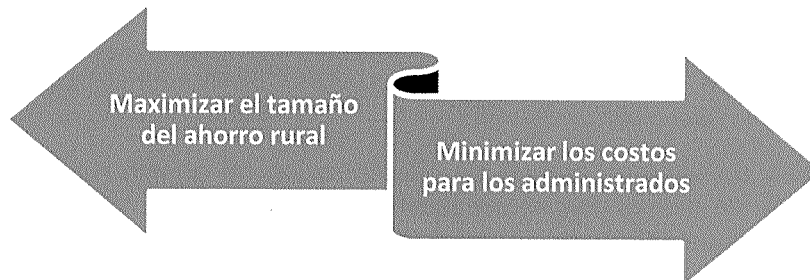 Maximizar el tamaño
del ahorro rural
Minimizar los costos
para los administrados